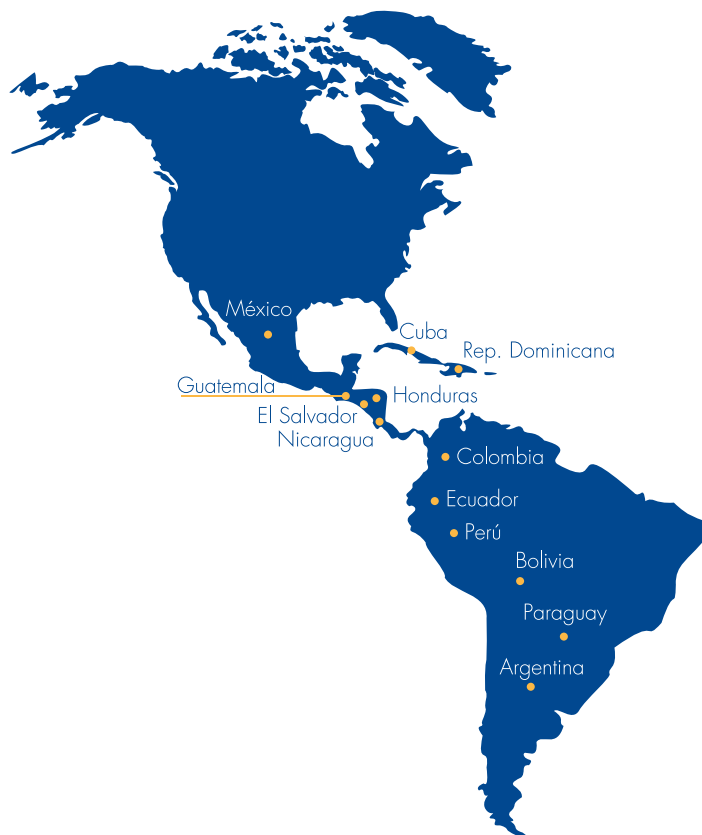 México
Cuba
Rep. Dominicana
Guatemala
Honduras
El Salvador
Nicaragua
Colombia
Ecuador
Perú
Bolivia
Paraguay
Argentina